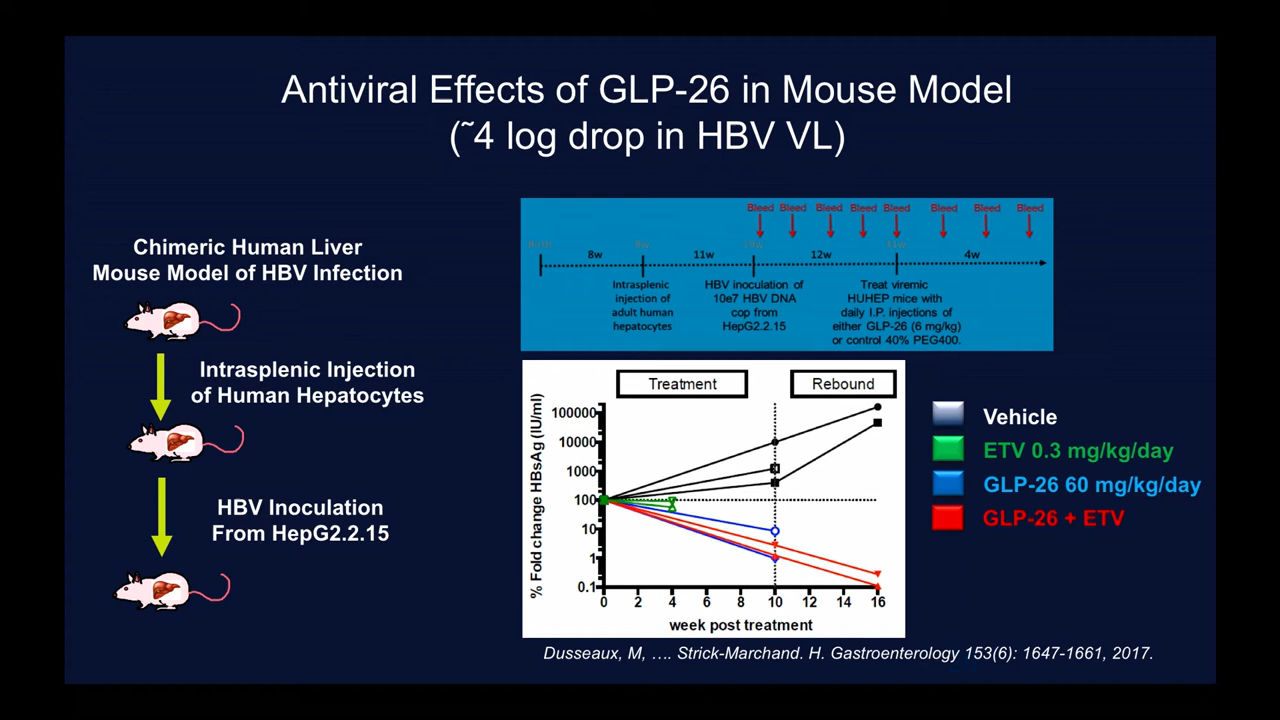 Antiviral Effects of GLP-26 in Mouse Model
(˜4 log drop in HBV VL)
Chimeric Human Liver
Mouse Model of HBV Infection
Intrasplenic Injection
of Human Hepatocytes
HBV Inoculation
From HepG2.2.15
Bleed Bleed Bleed Bleed Bleed Bleed Bleed Bleed
8w 11w 12w 4w
Intrasplenic
injection of
adult human
hepatocytes
HBV inoculation of
10e7 HBV DNA
cop from
HepG2.2.15
Treat viremic
HUHEP mice with
daily I.P. injections of
either GLP-26 (6 mg/kg)
or control 40% PEG400.
Treatment
Rebound
% Fold change HBsAg (IU/ml)
100000
10000
1000
100
10
1
0.1
0 2 4 6 8 10 12 14 16
week post treatment
Vehicle
ETV 0.3 mg/kg/day
GLP-26 60 mg/kg/day
GLP-26 + ETV
Dusseaux, M, …. Strick-Marchand. H. Gastroenterology 153(6): 1647-1661, 2017.